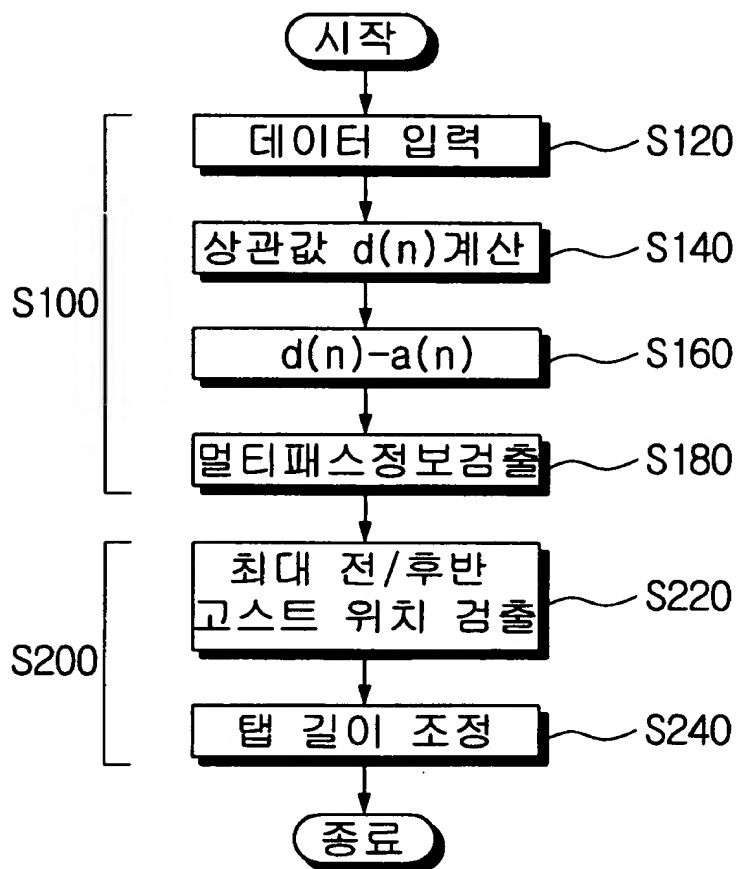 시작
데이터 입력
S120
상관값 d(n)계산
S140
S100
d(n)-a(n)
S160
멀티패스정보검출
S180
최대 전/후반
고스트 위치 검출
S220
S200
탭 길이 조정
S240
종료